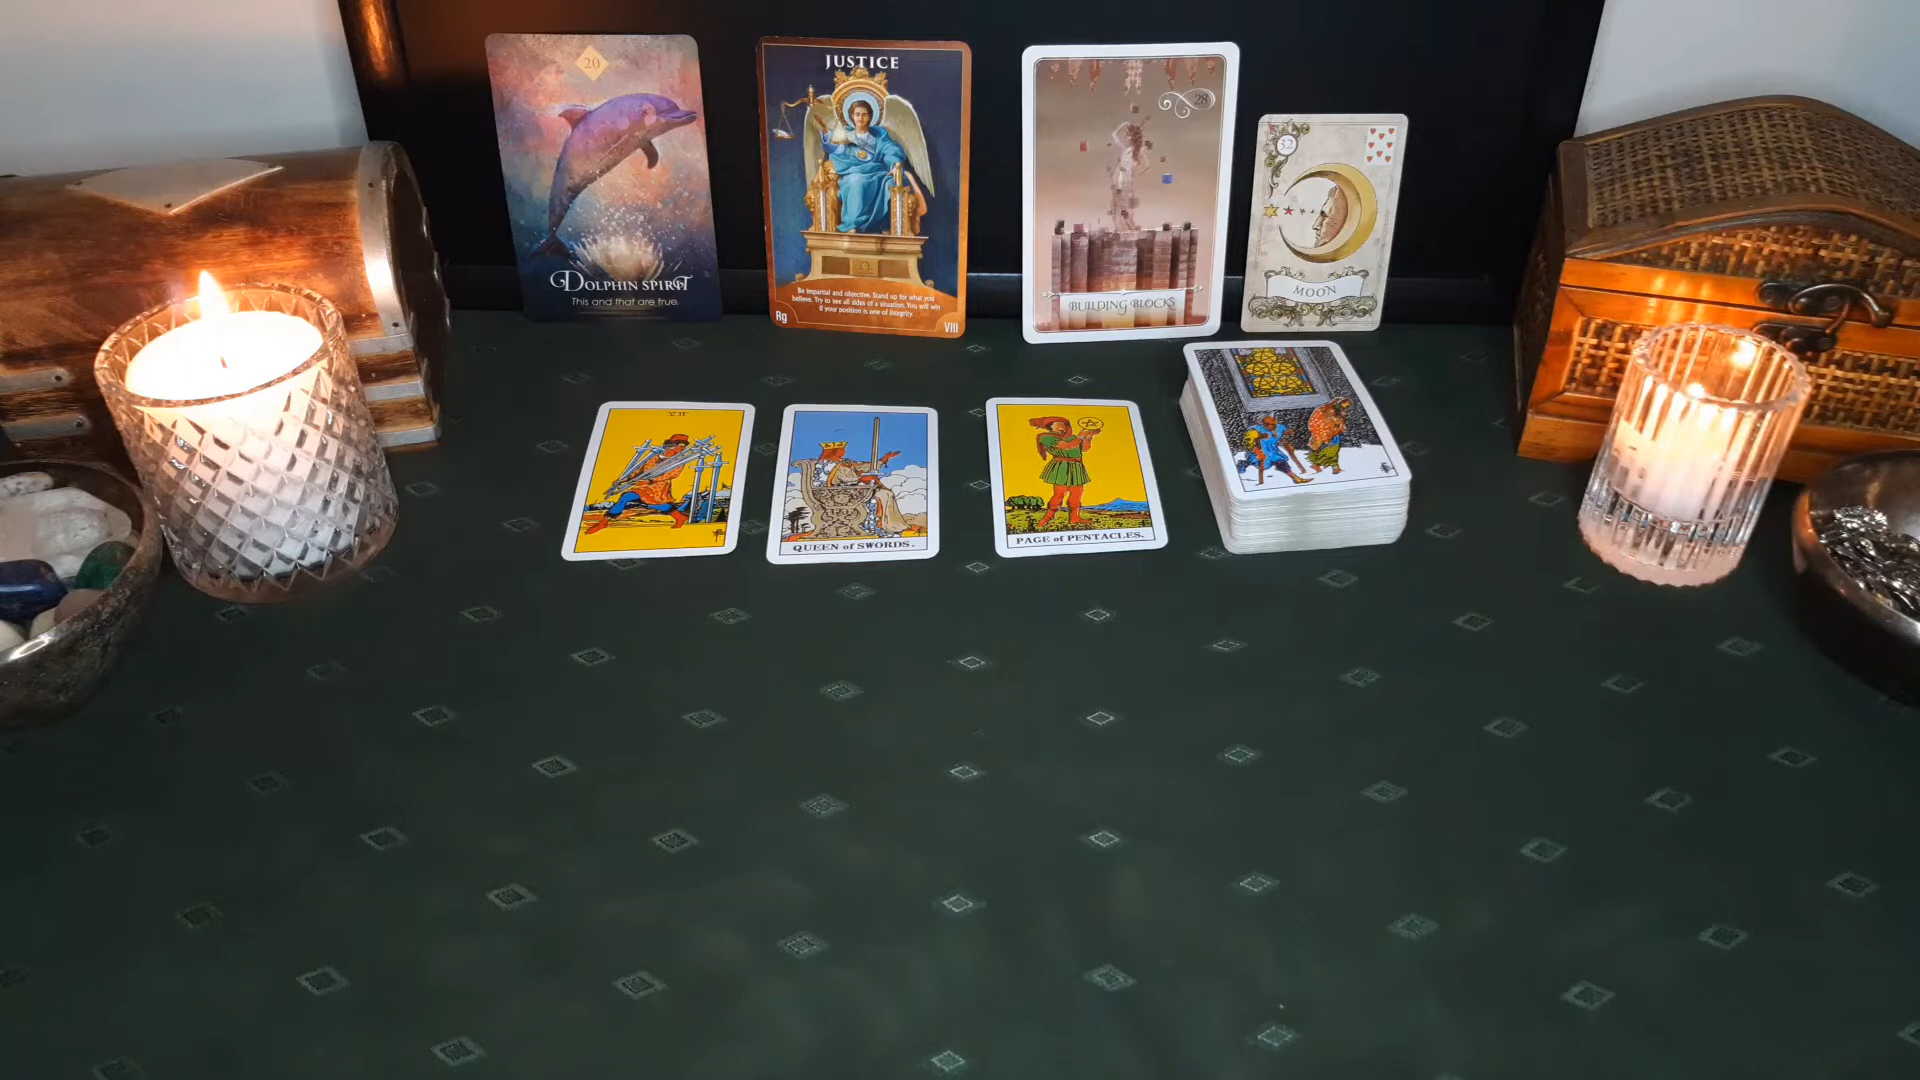 20
DOLPHIN SPIRIT
This and that are true.
JUSTICE
Be impartial and objective. Stand up for what you
believe. Try to see all sides of a situation. You will win
if your position is one of integrity.
Rg
VIII
28
BUILDING BLOCKS
32
MOON
VII
QUEEN of SWORDS.
PAGE of PENTACLES.